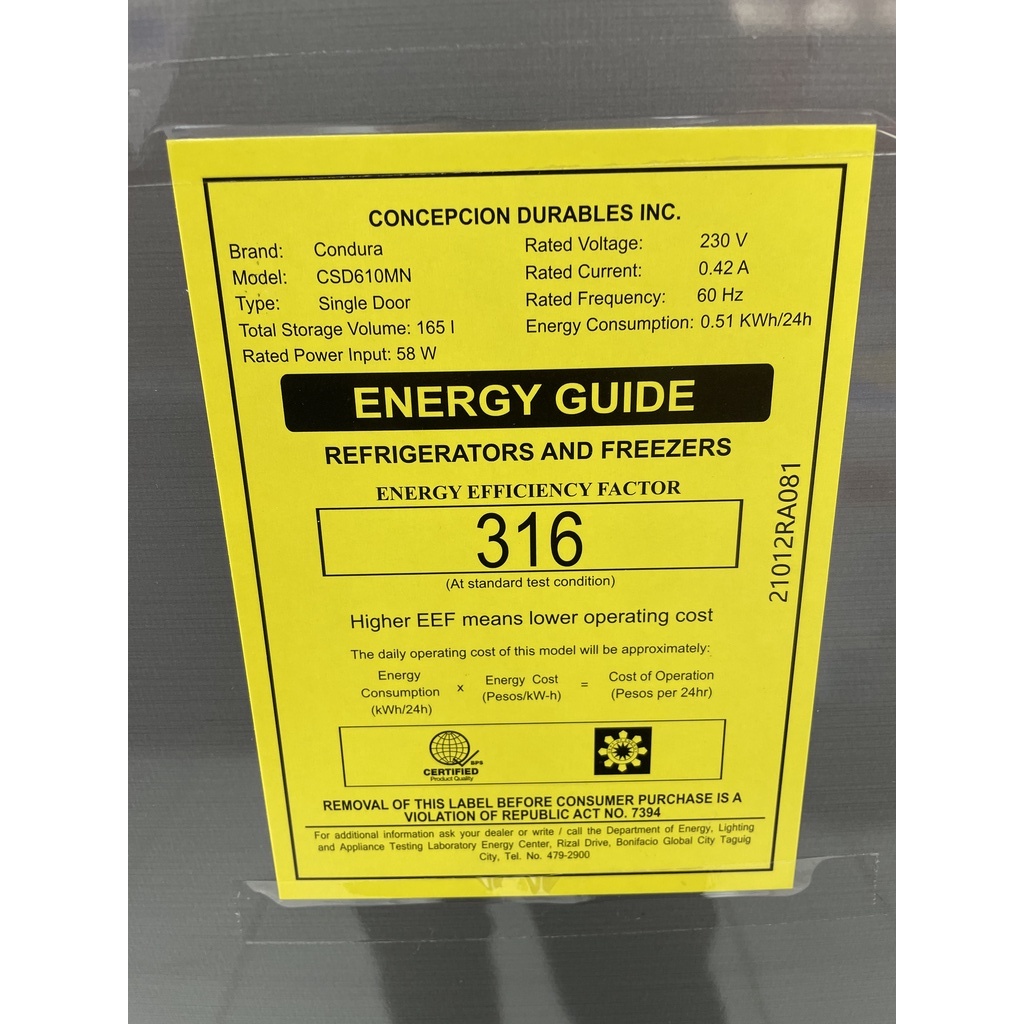 CONCEPCION DURABLES INC.
Brand: Condura
Model: CSD610MN
Type: Single Door
Total Storage Volume: 165 l
Rated Power Input: 58 W
Rated Voltage: 230 V
Rated Current: 0.42 A
Rated Frequency: 60 Hz
Energy Consumption: 0.51 KWh/24h
ENERGY GUIDE
REFRIGERATORS AND FREEZERS
ENERGY EFFICIENCY FACTOR
316
(At standard test condition)
21012RA081
Higher EEF means lower operating cost
The daily operating cost of this model will be approximately:
Energy Consumption (kWh/24h) x Energy Cost (Pesos/kW-h) = Cost of Operation (Pesos per 24hr)
BPS
CERTIFIED
Product Quality
REMOVAL OF THIS LABEL BEFORE CONSUMER PURCHASE IS A
VIOLATION OF REPUBLIC ACT NO. 7394
For additional information ask your dealer or write / call the Department of Energy, Lighting
and Appliance Testing Laboratory Energy Center, Rizal Drive, Bonifacio Global City Taguig
City, Tel. No. 479-2900